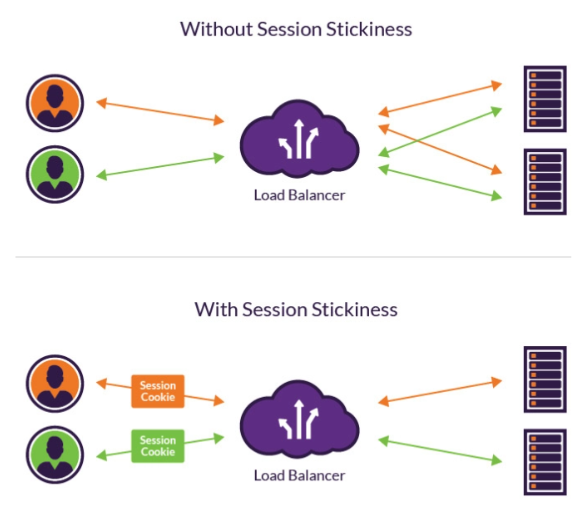 Without Session Stickiness
Load Balancer
With Session Stickiness
Session
Cookie
Session
Cookie
Load Balancer